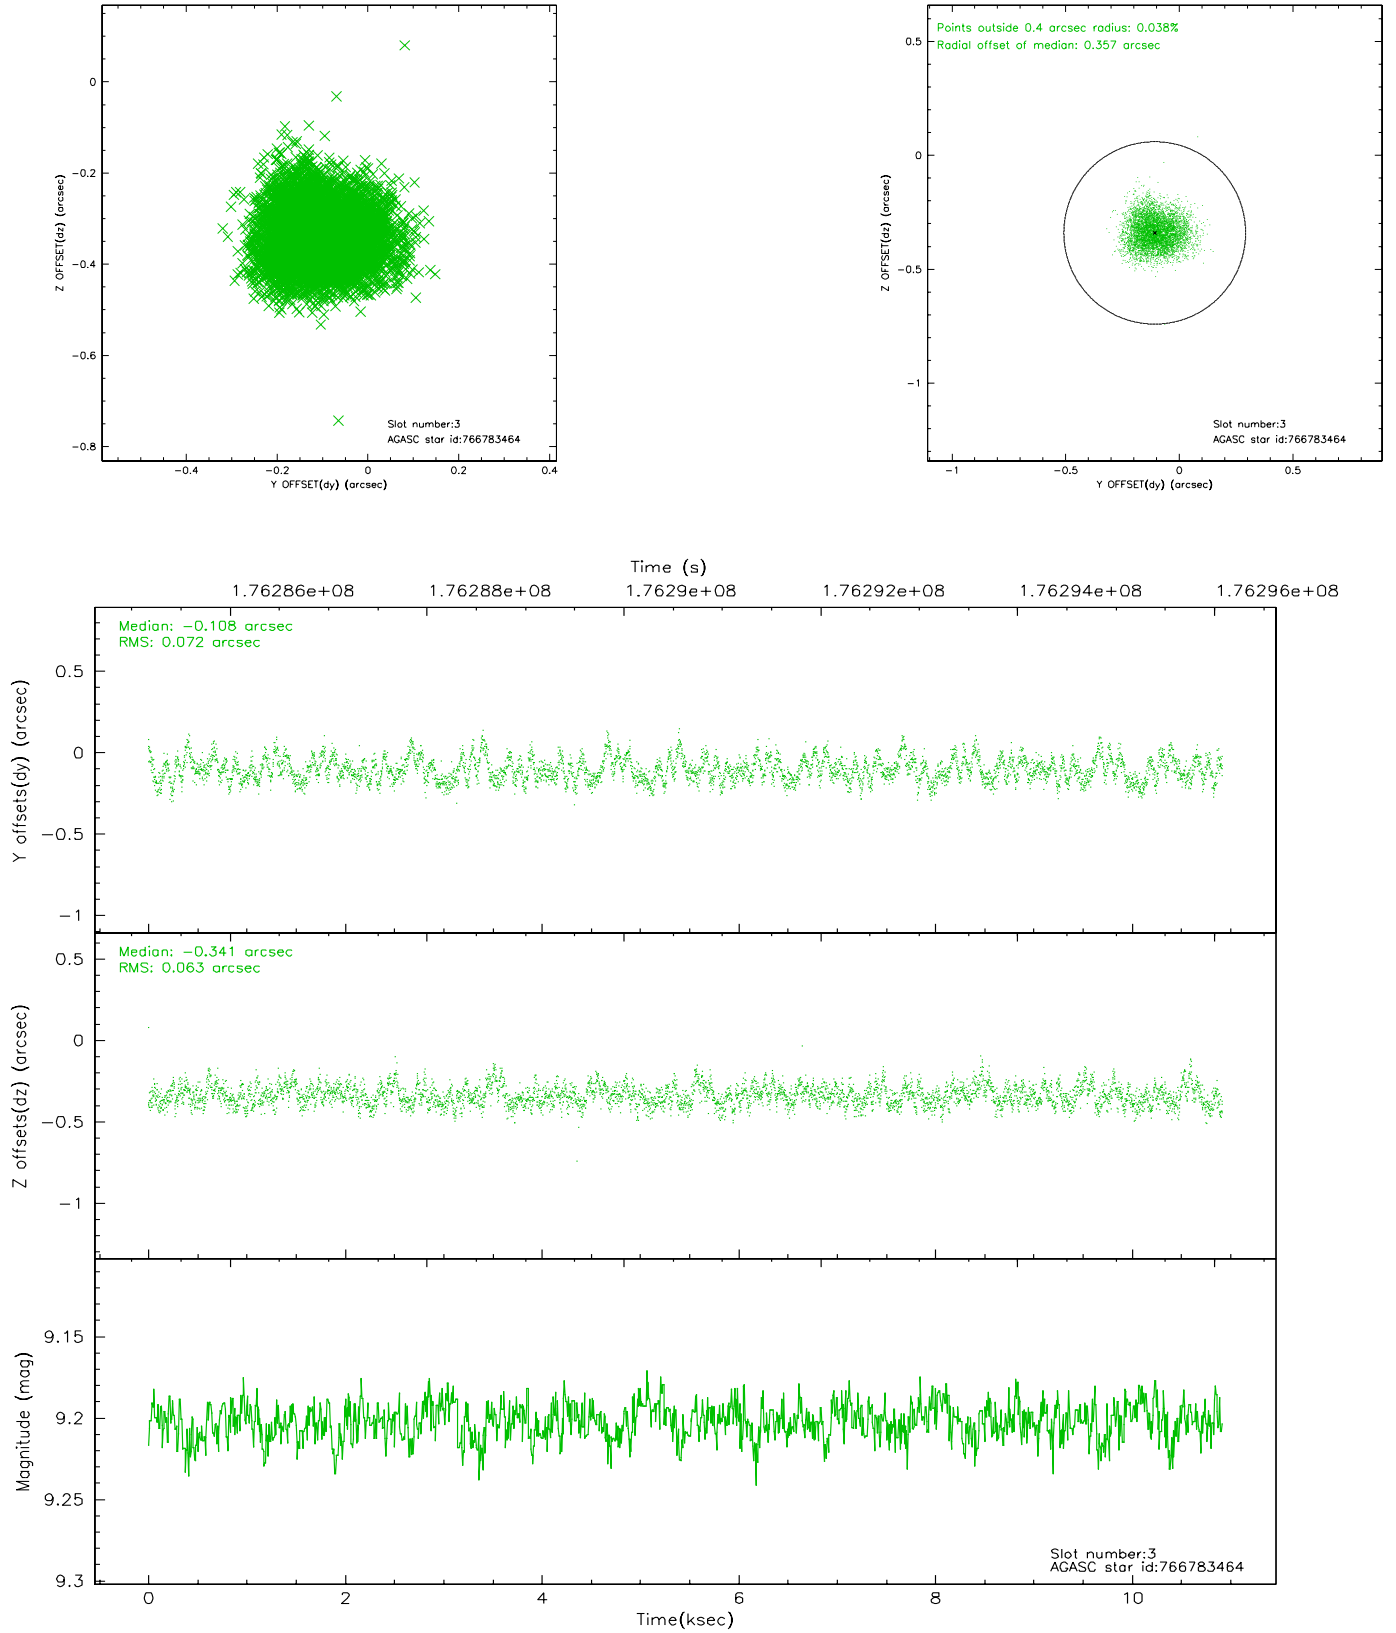 0
−0.2
−0.4
−0.6
−0.8
Z OFFSET(dz) (arcsec)
−0.4
−0.2
0
0.2
0.4
Y OFFSET(dy) (arcsec)
Slot number:3
AGASC star id:766783464
Points outside 0.4 arcsec radius: 0.038%
Radial offset of median: 0.357 arcsec
0.5
0
−0.5
−1
Z OFFSET(dz) (arcsec)
−1
−0.5
0
0.5
Y OFFSET(dy) (arcsec)
Slot number:3
AGASC star id:766783464
Time (s)
1.76286e+08
1.76288e+08
1.7629e+08
1.76292e+08
1.76294e+08
1.76296e+08
Median: −0.108 arcsec
RMS: 0.072 arcsec
0.5
0
−0.5
−1
Y offsets(dy) (arcsec)
Median: −0.341 arcsec
RMS: 0.063 arcsec
0.5
0
−0.5
−1
Z offsets(dz) (arcsec)
9.15
9.2
9.25
9.3
Magnitude (mag)
Slot number:3
AGASC star id:766783464
0
2
4
6
8
10
Time(ksec)